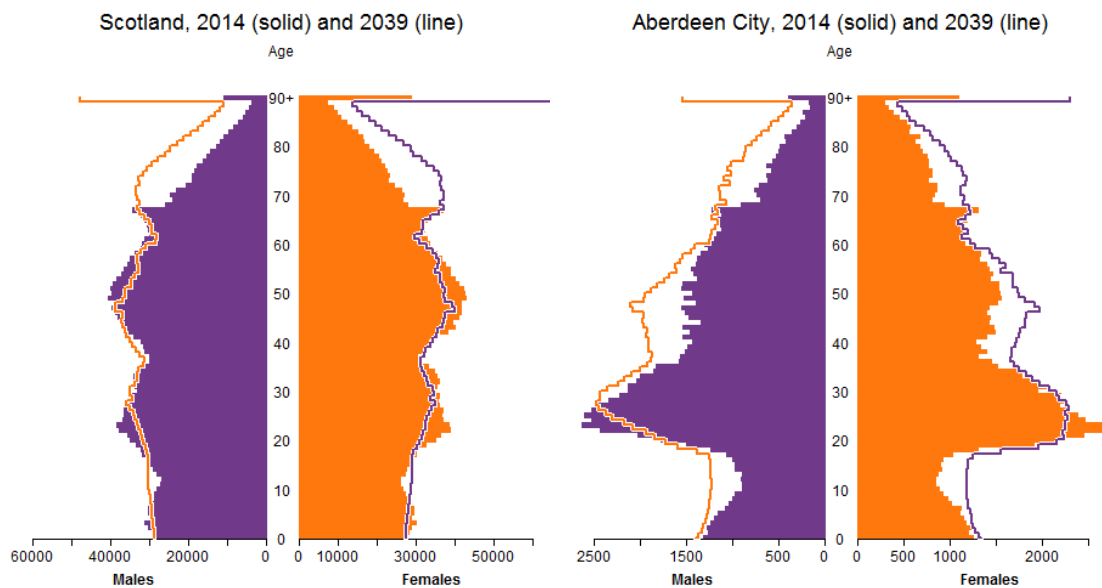 Scotland, 2014 (solid) and 2039 (line)
Age
90+
80
70
60
50
40
30
20
10
0
60000 40000 20000 0 0 10000 30000 50000
Males Females
Aberdeen City, 2014 (solid) and 2039 (line)
Age
90+
80
70
60
50
40
30
20
10
0
2500 1500 500 0 0 500 1000 2000
Males Females